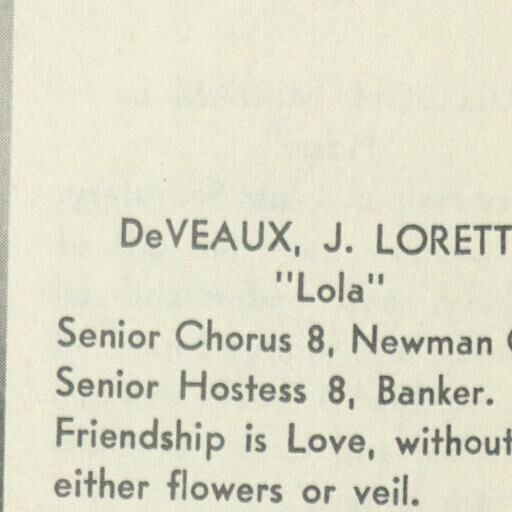 DeVEAUX, J. LORETT
"Lola"
Senior Chorus 8, Newman
Senior Hostess 8, Banker.
Friendship is Love, without
either flowers or veil.